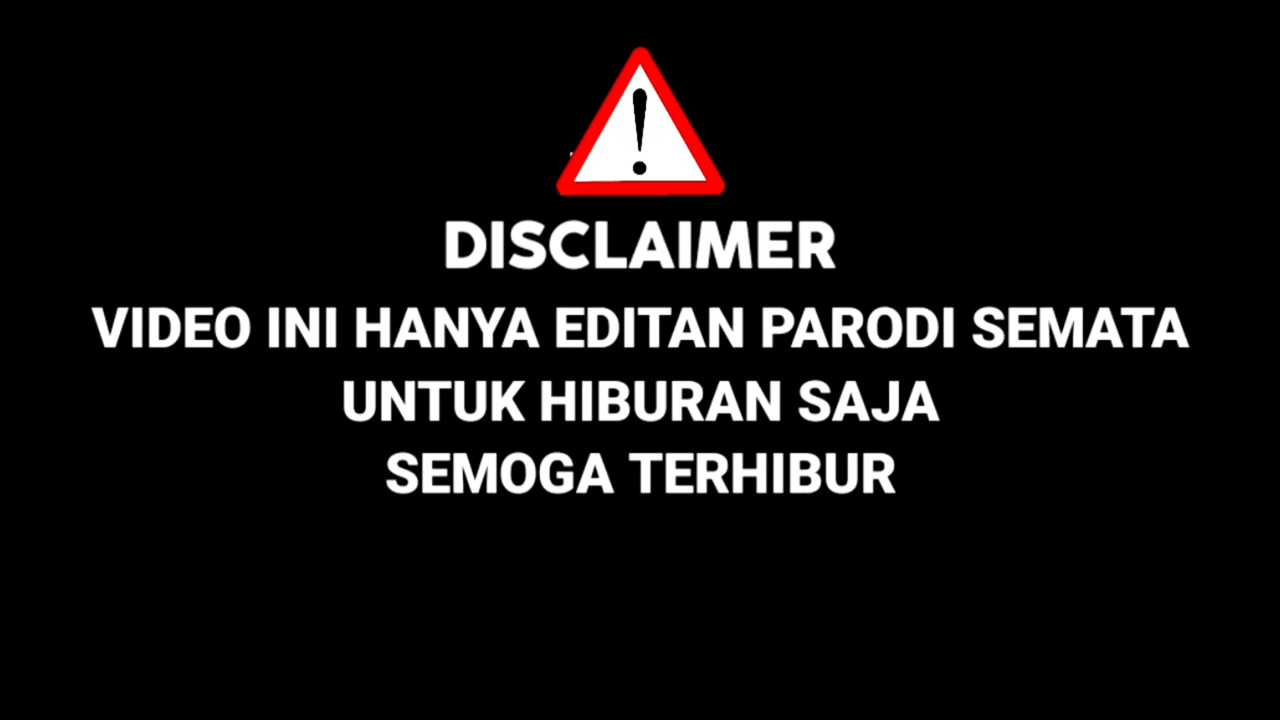 DISCLAIMER
VIDEO INI HANYA EDITAN PARODI SEMATA
UNTUK HIBURAN SAJA
SEMOGA TERHIBUR